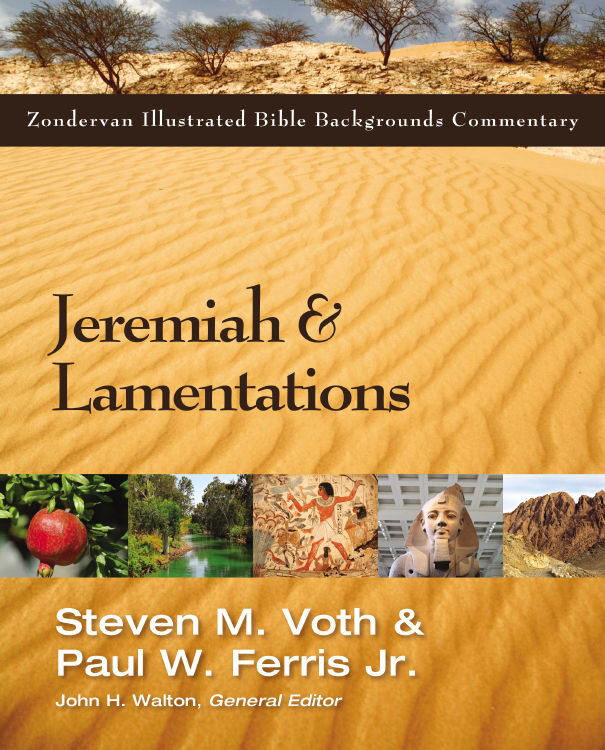 Zondervan Illustrated Bible Backgrounds Commentary
Jeremiah &
Lamentations
Steven M. Voth &
Paul W. Ferris Jr.
John H. Walton, General Editor